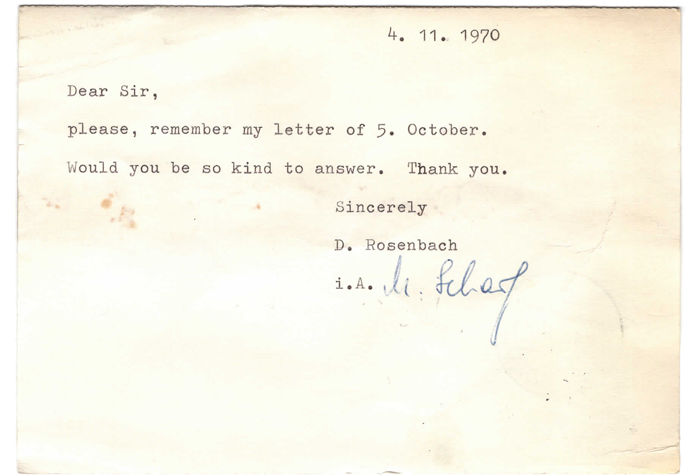 4. 11. 1970
Dear Sir,
please, remember my letter of 5. October.
Would you be so kind to answer. Thank you.
Sincerely
D. Rosenbach
i.A. M. Scharf